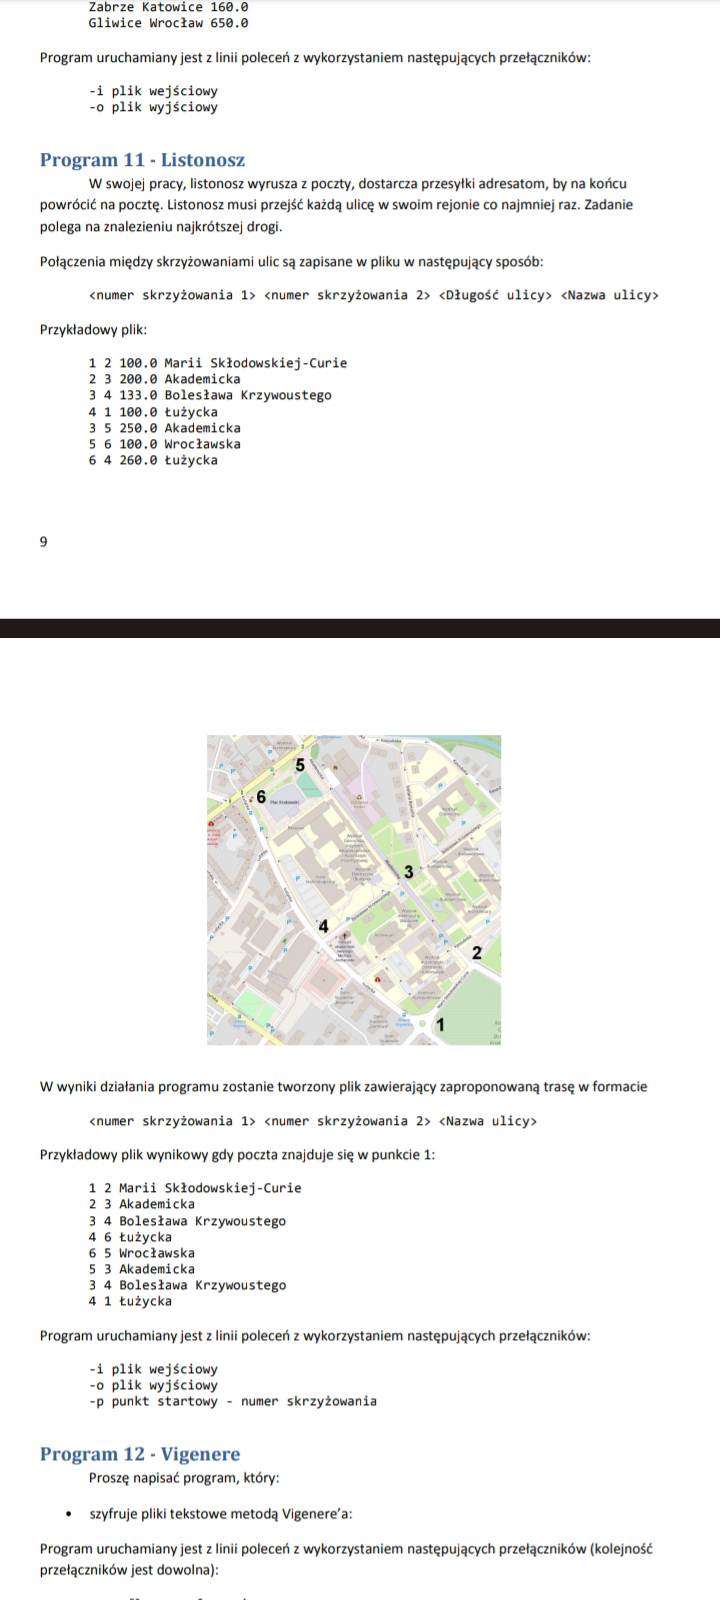 Zabrze Katowice 160.0
Gliwice Wrocław 650.0
Program uruchamiany jest z linii poleceń z wykorzystaniem następujących przełączników:
-i plik wejściowy
-o plik wyjściowy
Program 11 - Listonosz
W swojej pracy, listonosz wyrusza z poczty, dostarcza przesyłki adresatom, by na końcu
powrócić na pocztę. Listonosz musi przejść każdą ulicę w swoim rejonie co najmniej raz. Zadanie
polega na znalezieniu najkrótszej drogi.
Połączenia między skrzyżowaniami ulic są zapisane w pliku w następujący sposób:
<numer skrzyżowania 1> <numer skrzyżowania 2> <Długość ulicy> <Nazwa ulicy>
Przykładowy plik:
1 2 100.0 Marii Skłodowskiej-Curie
2 3 200.0 Akademicka
3 4 133.0 Bolesława Krzywoustego
4 1 100.0 Łużycka
3 5 250.0 Akademicka
5 6 100.0 Wrocławska
6 4 260.0 Łużycka
9
5
6
3
4
2
1
W wyniki działania programu zostanie tworzony plik zawierający zaproponowaną trasę w formacie
<numer skrzyżowania 1> <numer skrzyżowania 2> <Nazwa ulicy>
Przykładowy plik wynikowy gdy poczta znajduje się w punkcie 1:
1 2 Marii Skłodowskiej-Curie
2 3 Akademicka
3 4 Bolesława Krzywoustego
4 6 Łużycka
6 5 Wrocławska
5 3 Akademicka
3 4 Bolesława Krzywoustego
4 1 Łużycka
Program uruchamiany jest z linii poleceń z wykorzystaniem następujących przełączników:
-i plik wejściowy
-o plik wyjściowy
-p punkt startowy - numer skrzyżowania
Program 12 - Vigenere
Proszę napisać program, który:
• szyfruje pliki tekstowe metodą Vigenere’a:
Program uruchamiany jest z linii poleceń z wykorzystaniem następujących przełączników (kolejność
przełączników jest dowolna):